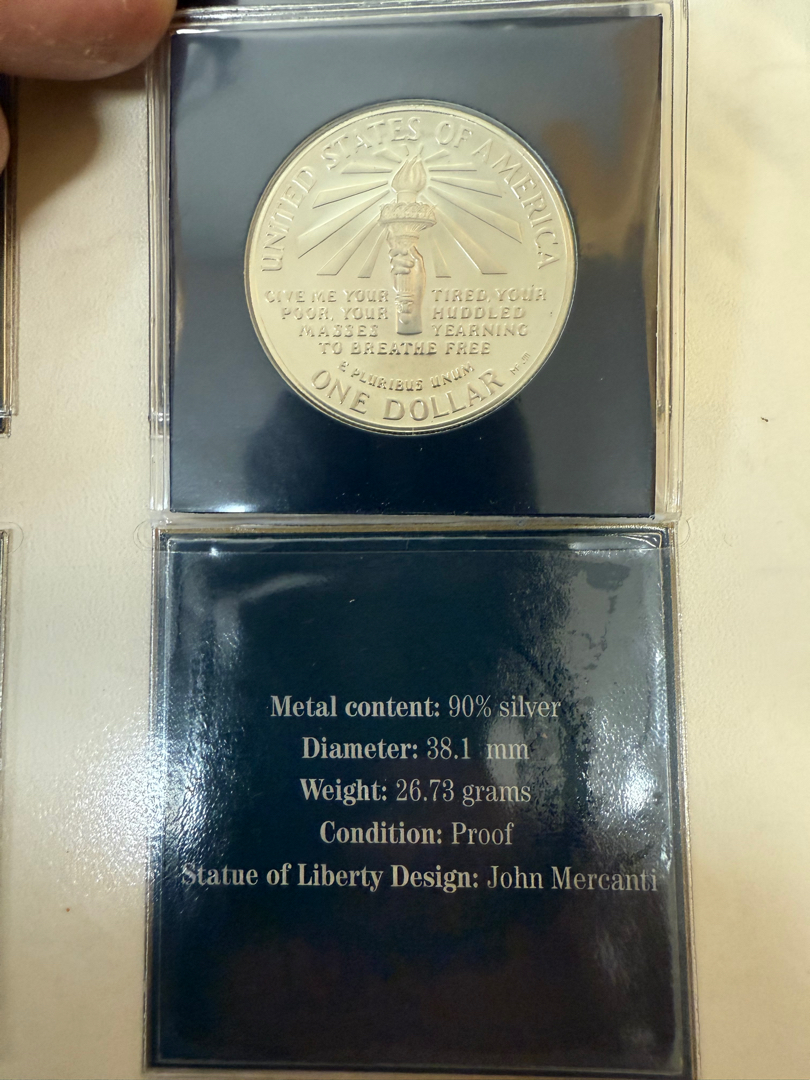 UNITED STATES OF AMERICA
GIVE ME YOUR TIRED, YOUR
POOR, YOUR HUDDLED
MASSES YEARNING
TO BREATHE FREE
E PLURIBUS UNUM
ONE DOLLAR
Metal content: 90% silver
Diameter: 38.1 mm
Weight: 26.73 grams
Condition: Proof
Statue of Liberty Design: John Mercanti